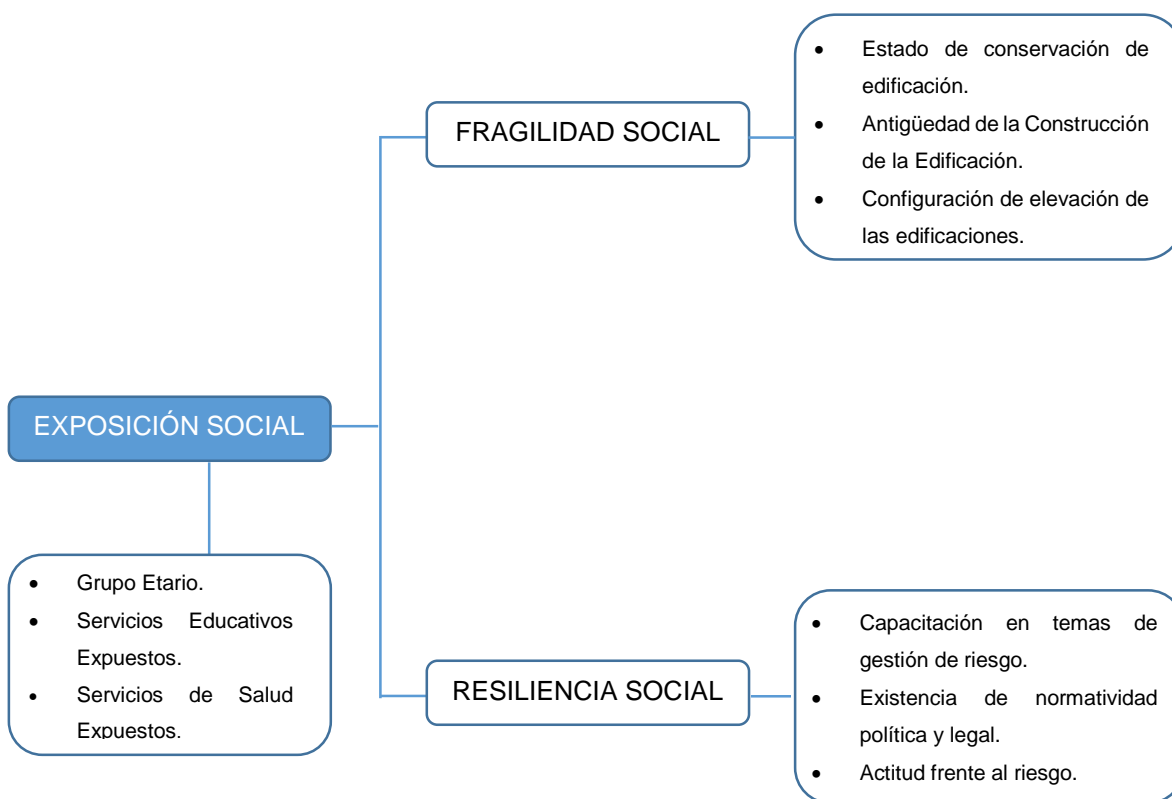 • Estado de conservación de
edificación.
• Antigüedad de la Construcción
de la Edificación.
• Configuración de elevación de
las edificaciones.
FRAGILIDAD SOCIAL
EXPOSICIÓN SOCIAL
• Grupo Etario.
• Servicios Educativos
Expuestos.
• Servicios de Salud
Expuestos.
RESILIENCIA SOCIAL
• Capacitación en temas de
gestión de riesgo.
• Existencia de normatividad
política y legal.
• Actitud frente al riesgo.